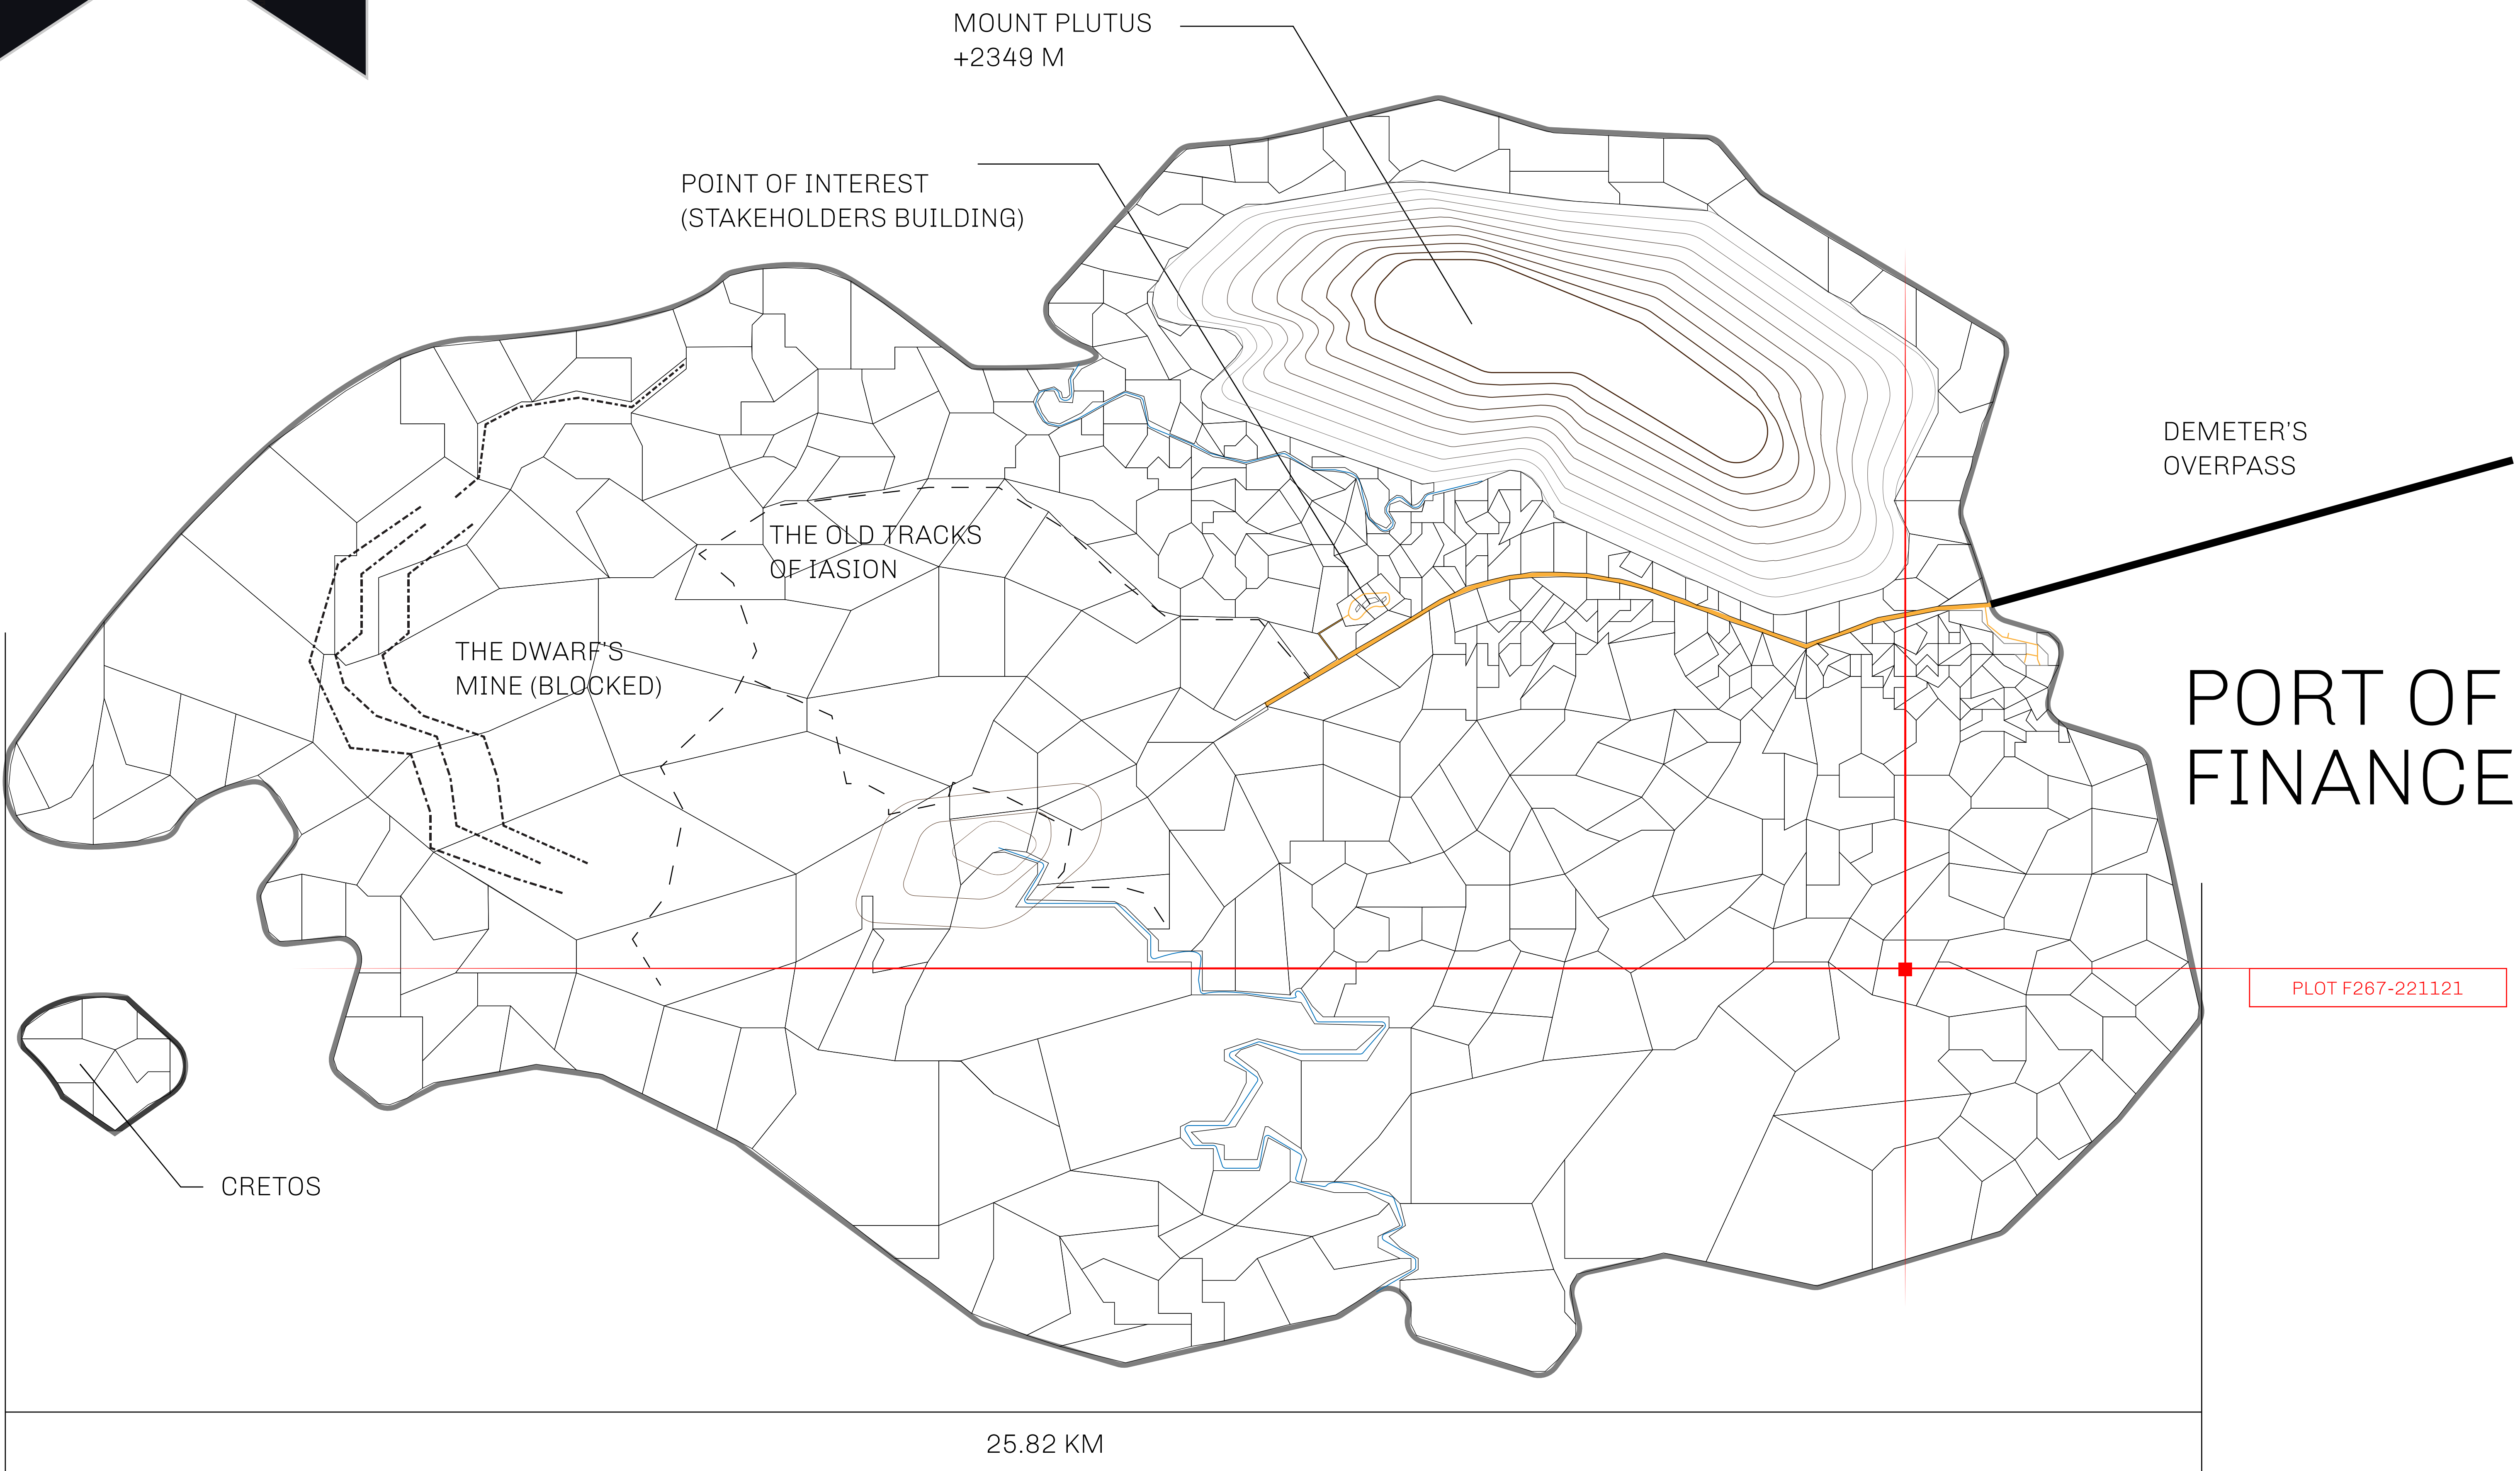 MOUNT PLUTUS
+2349 M
POINT OF INTEREST
(STAKEHOLDERS BUILDING)
DEMETER'S
OVERPASS
THE OLD TRACKS
OF IASION
THE DWARF'S
MINE (BLOCKED)
PORT OF
FINANCE
PLOT F267-221121
CRETOS
25.82 KM